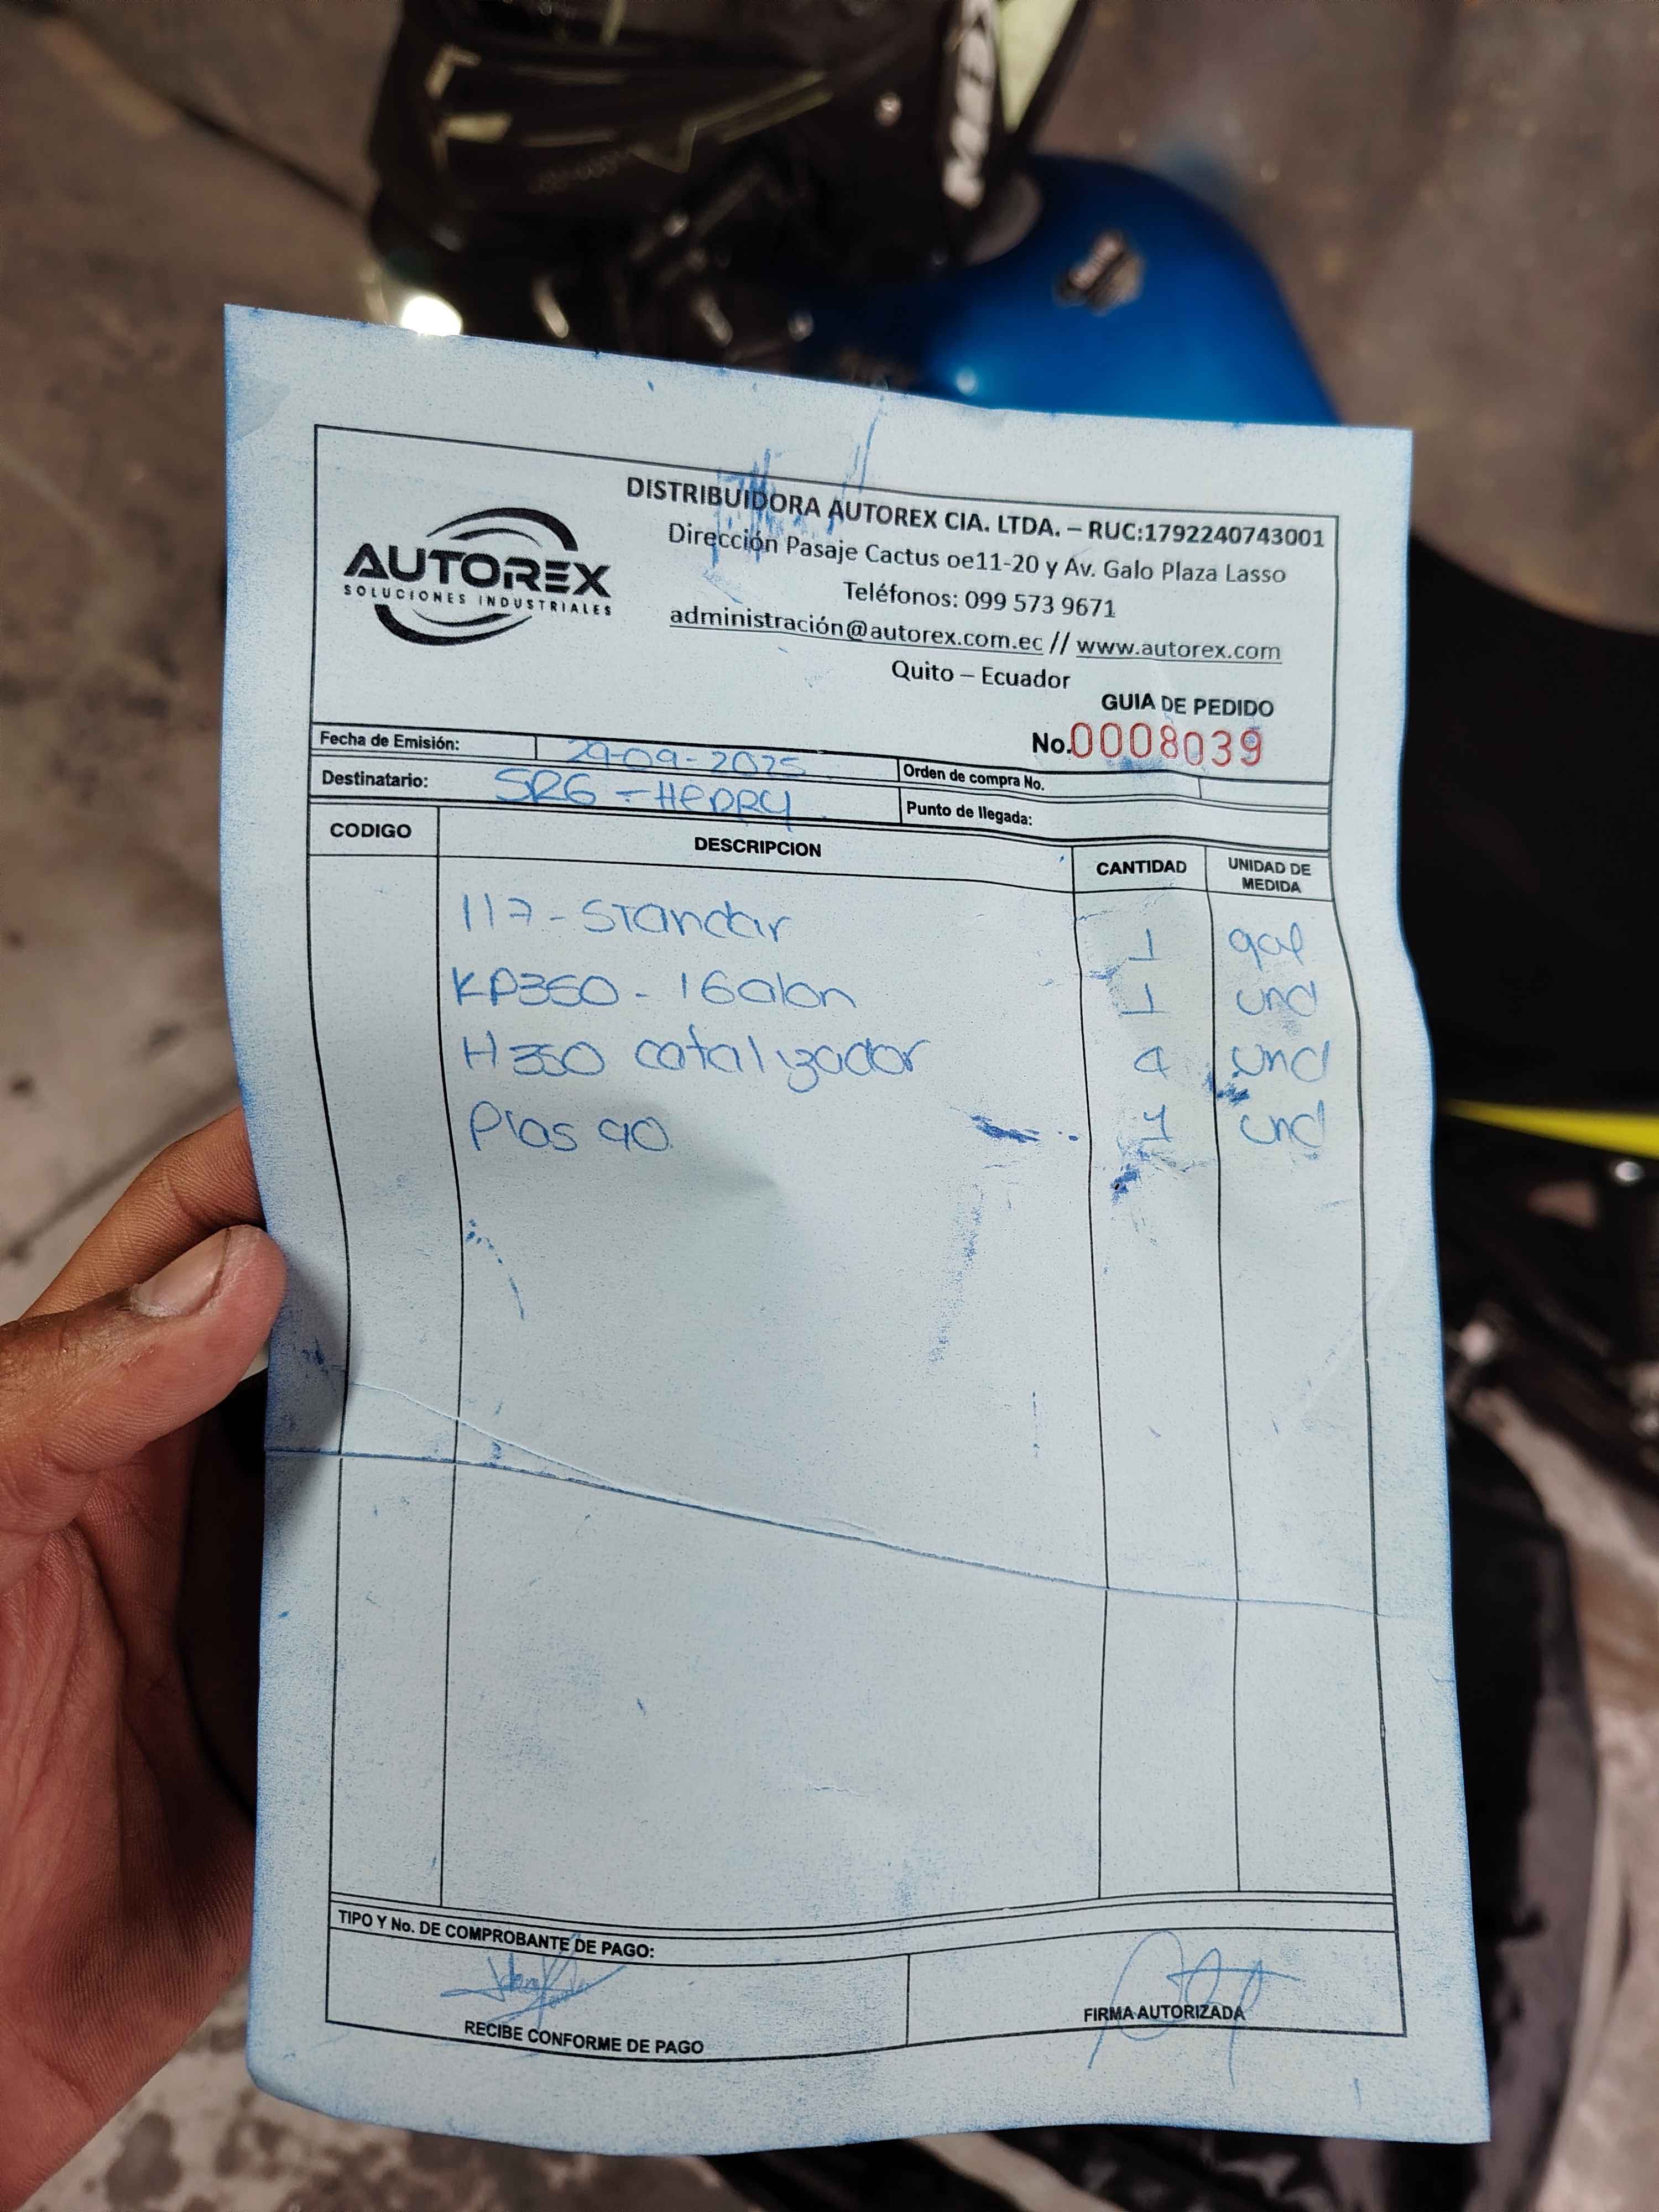 AUTOREX
SOLUCIONES INDUSTRIALES
DISTRIBUIDORA AUTOREX CIA. LTDA. – RUC:1792240743001
Dirección Pasaje Cactus oe11-20 y Av. Galo Plaza Lasso
Teléfonos: 099 573 9671
administración@autorex.com.ec // www.autorex.com
Quito – Ecuador
GUIA DE PEDIDO
No. 0008039
Fecha de Emisión: 29-09-2025 Orden de compra No.
Destinatario: SRG - Henry Punto de llegada:
CODIGO DESCRIPCION CANTIDAD UNIDAD DE MEDIDA
117 - Standar 1 gal
KP350 - 1Galon 1 und
H350 catalizador 4 und
Plas 90 1 und
TIPO Y No. DE COMPROBANTE DE PAGO:
RECIBE CONFORME DE PAGO FIRMA AUTORIZADA